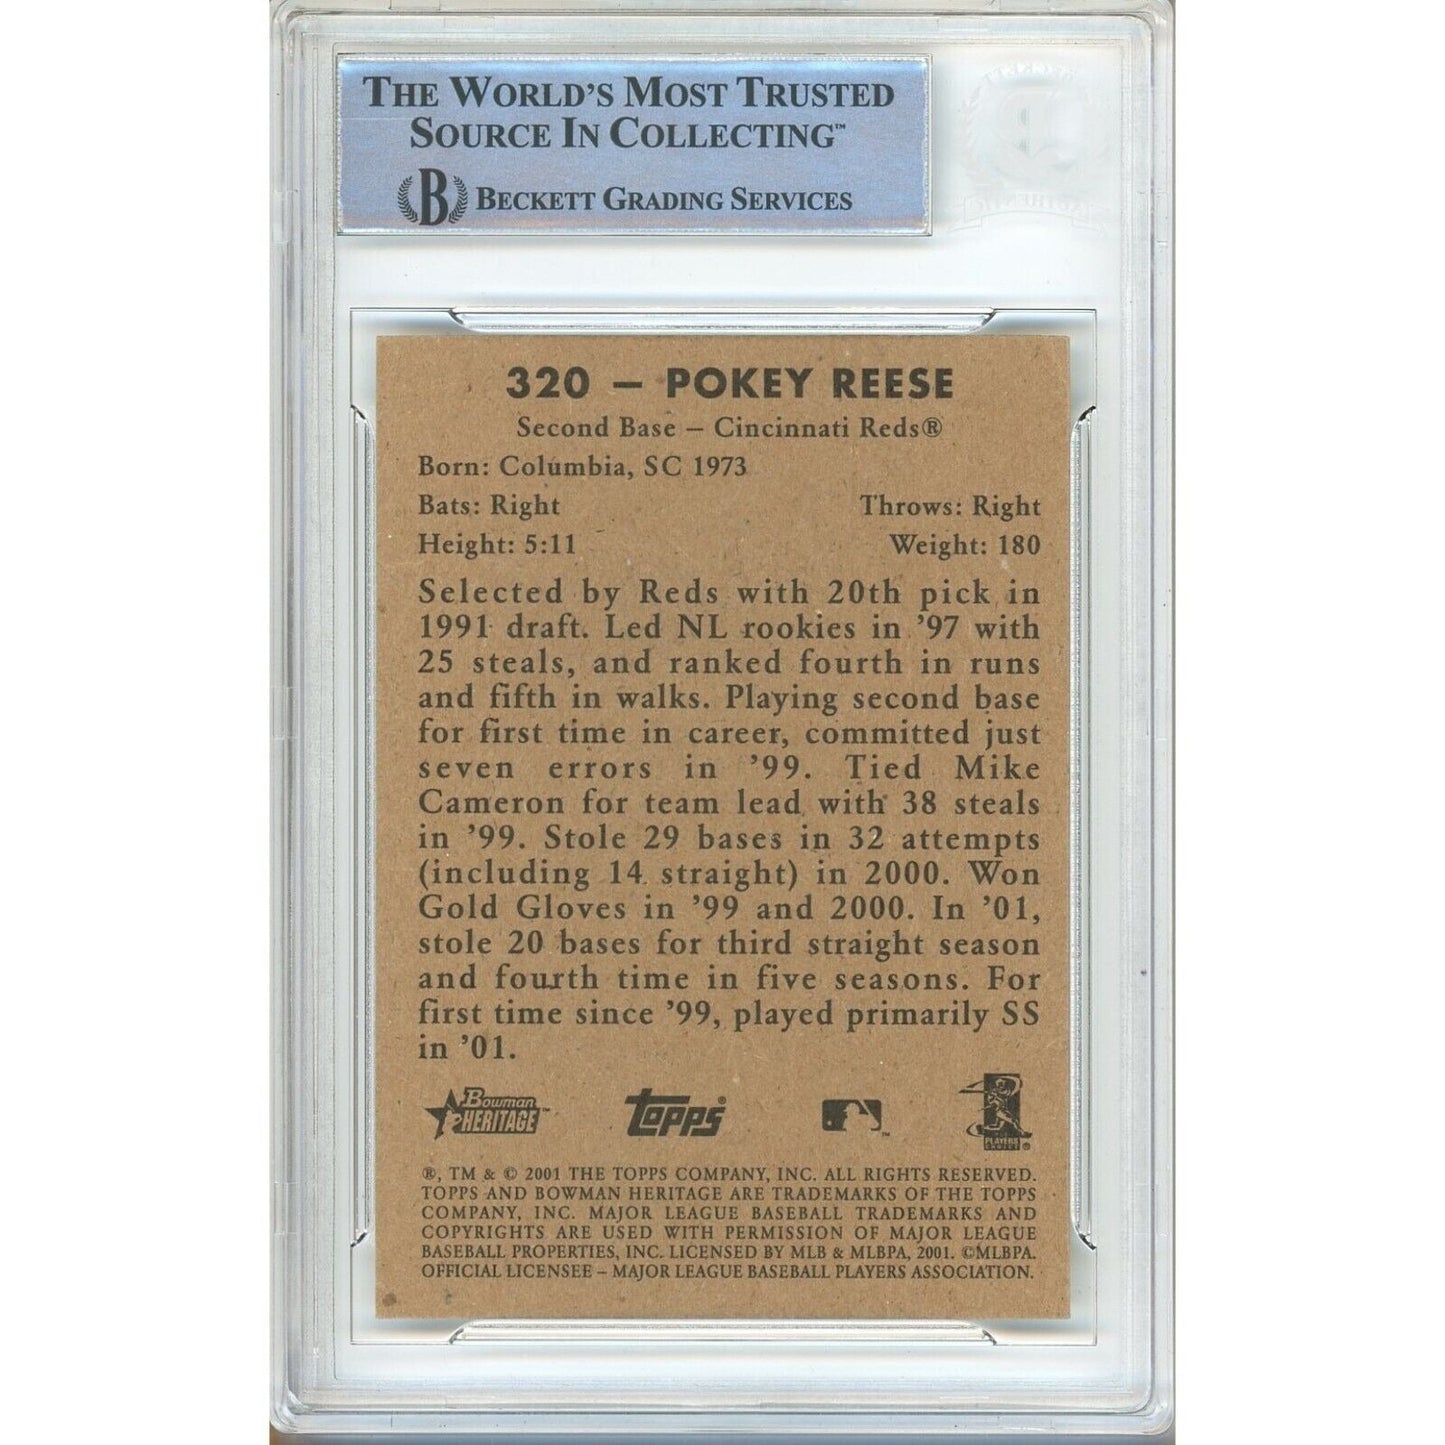 THE WORLD'S MOST TRUSTED
SOURCE IN COLLECTING™
B BECKETT GRADING SERVICES
320 – POKEY REESE
Second Base – Cincinnati Reds®
Born: Columbia, SC 1973
Bats: Right Throws: Right
Height: 5:11 Weight: 180
Selected by Reds with 20th pick in
1991 draft. Led NL rookies in '97 with
25 steals, and ranked fourth in runs
and fifth in walks. Playing second base
for first time in career, committed just
seven errors in '99. Tied Mike
Cameron for team lead with 38 steals
in '99. Stole 29 bases in 32 attempts
(including 14 straight) in 2000. Won
Gold Gloves in '99 and 2000. In '01,
stole 20 bases for third straight season
and fourth time in five seasons. For
first time since '99, played primarily SS
in '01.
Bowman
HERITAGE™ Topps® ™ PLAYERS
CHOICE ®
®, TM & © 2001 THE TOPPS COMPANY, INC. ALL RIGHTS RESERVED.
TOPPS AND BOWMAN HERITAGE ARE TRADEMARKS OF THE TOPPS
COMPANY, INC. MAJOR LEAGUE BASEBALL TRADEMARKS AND
COPYRIGHTS ARE USED WITH PERMISSION OF MAJOR LEAGUE
BASEBALL PROPERTIES, INC. LICENSED BY MLB & MLBPA, 2001. ©MLBPA.
OFFICIAL LICENSEE – MAJOR LEAGUE BASEBALL PLAYERS ASSOCIATION.